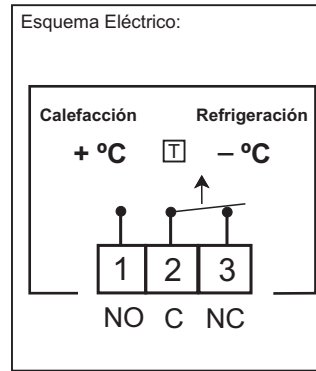 Esquema Eléctrico:
Calefacción Refrigeración
+ ºC T – ºC
1 2 3
NO C NC